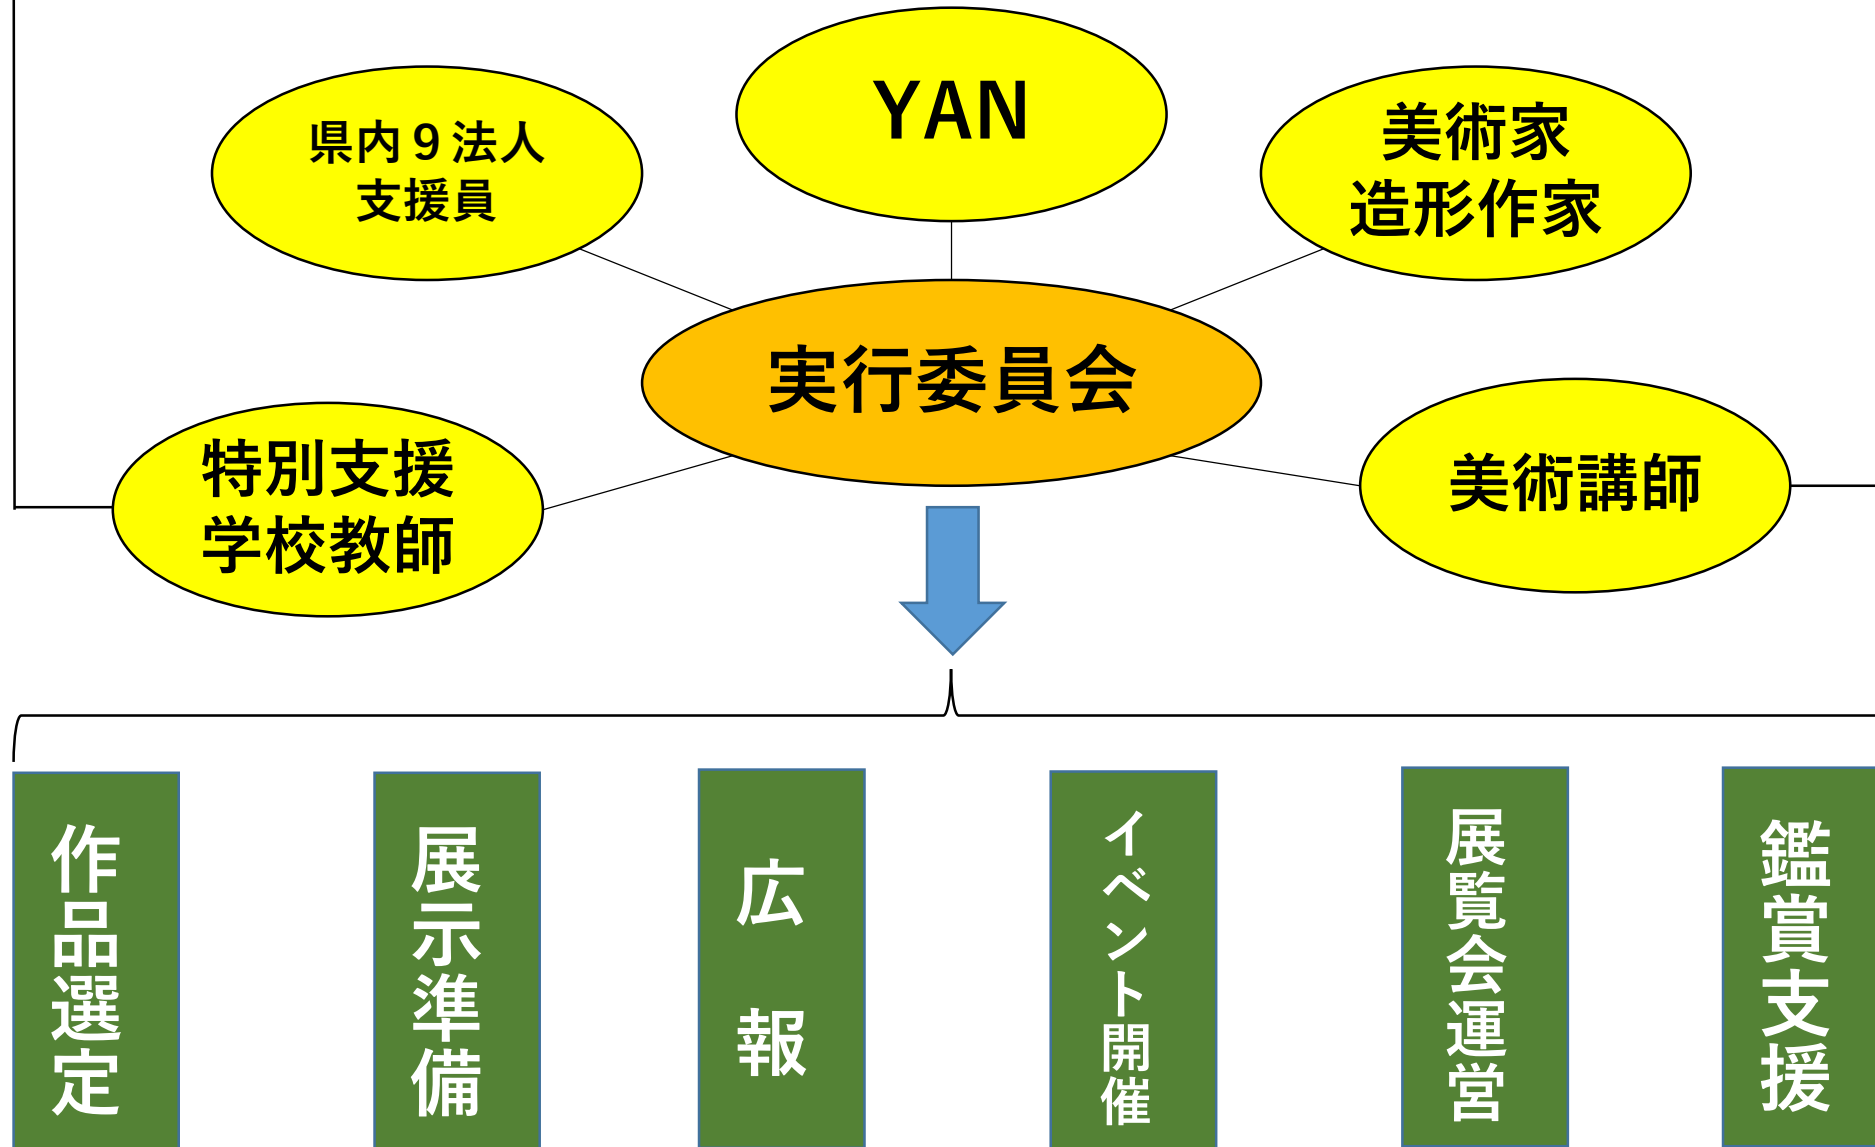 YAN
県内９法人
支援員
美術家
造形作家
実行委員会
特別支援
学校教師
美術講師
作品選定
展示準備
広報
イベント開催
展覧会運営
鑑賞支援